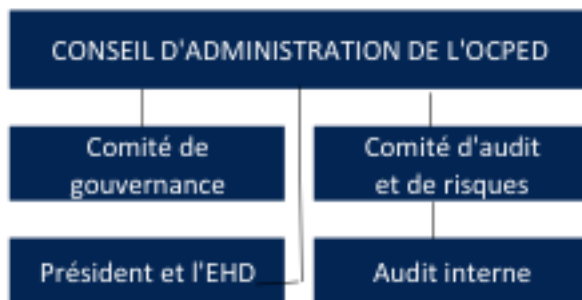 CONSEIL D'ADMINISTRATION DE L'OCPED
Comité de
gouvernance
Comité d'audit
et de risques
Président et l'EHD
Audit interne